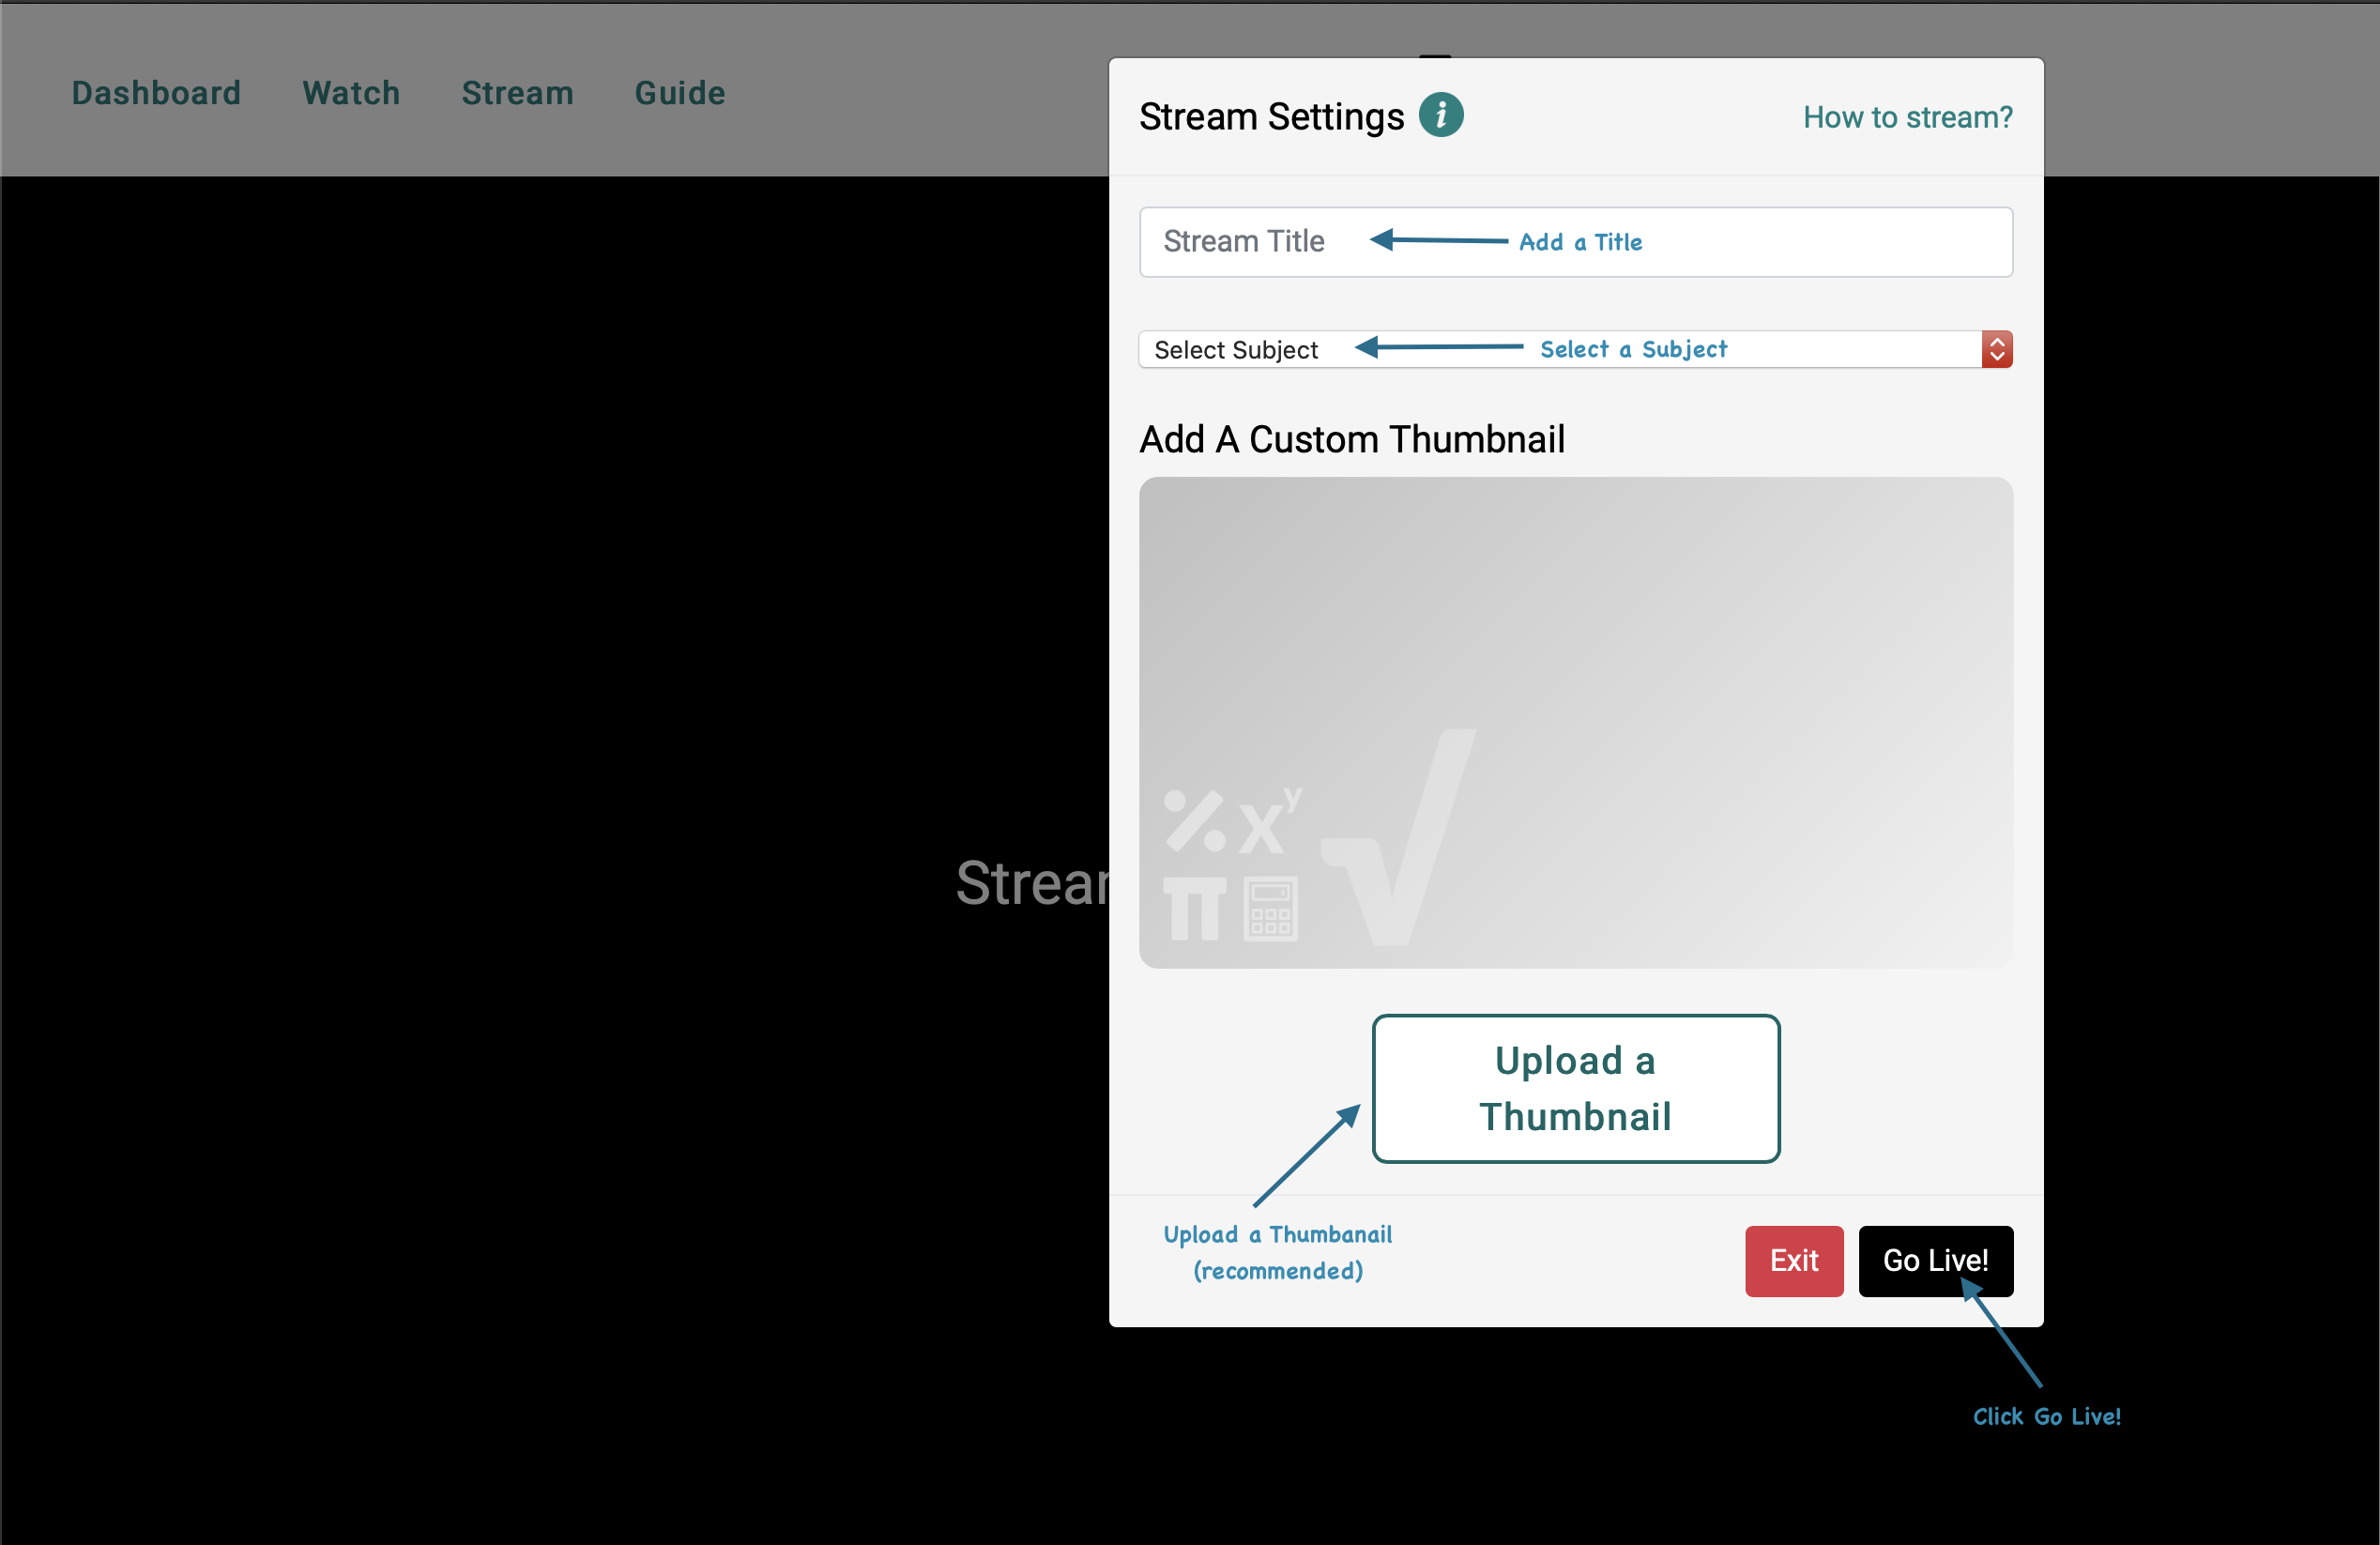 Dashboard Watch Stream Guide
Stream Settings i How to stream?
Stream Title Add a Title
Select Subject Select a Subject
Add A Custom Thumbnail
% xʸ
π √
Strear
Upload a
Thumbnail
Upload a Thumbanail
(recommended)
Exit Go Live!
Click Go Live!